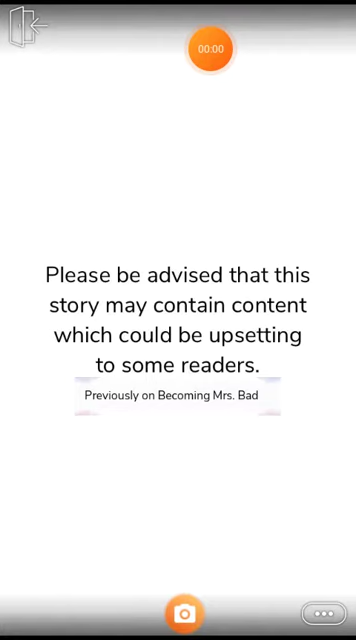 00:00
Please be advised that this
story may contain content
which could be upsetting
to some readers.
Previously on Becoming Mrs. Bad